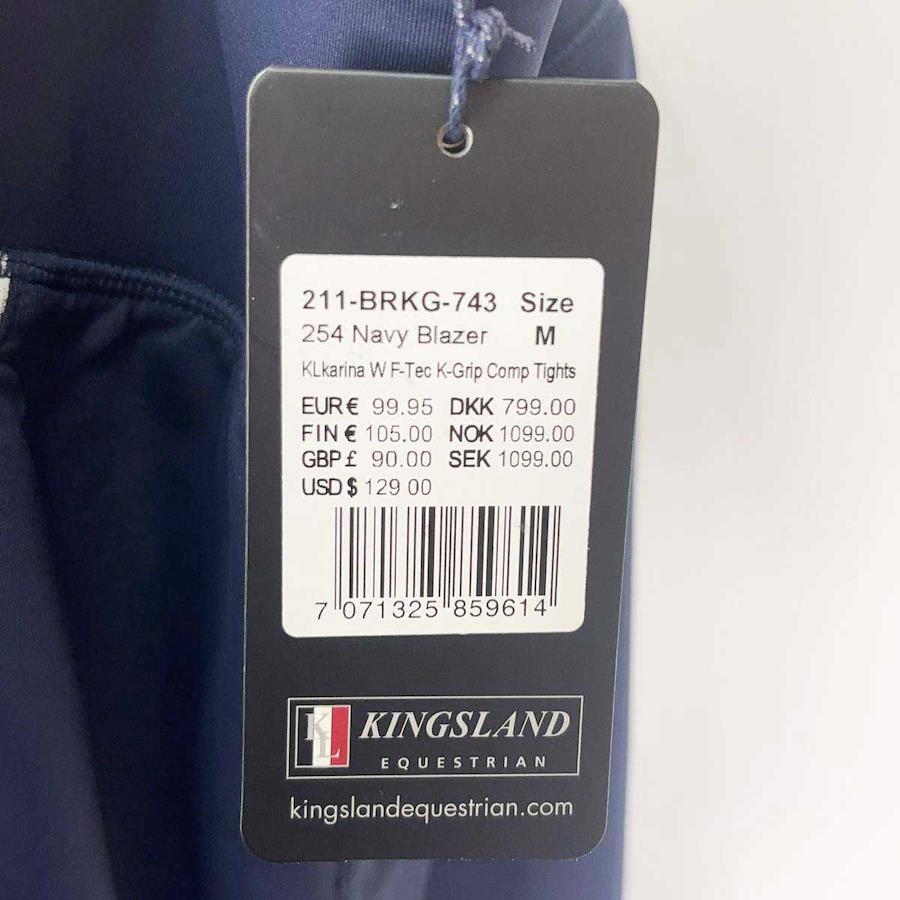 211-BRKG-743 Size
254 Navy Blazer M
KLkarina W F-Tec K-Grip Comp Tights
EUR € 99.95 DKK 799.00
FIN € 105.00 NOK 1099.00
GBP £ 90.00 SEK 1099.00
USD $ 129 00
7 071325 859614
KL KINGSLAND
EQUESTRIAN
kingslandequestrian.com